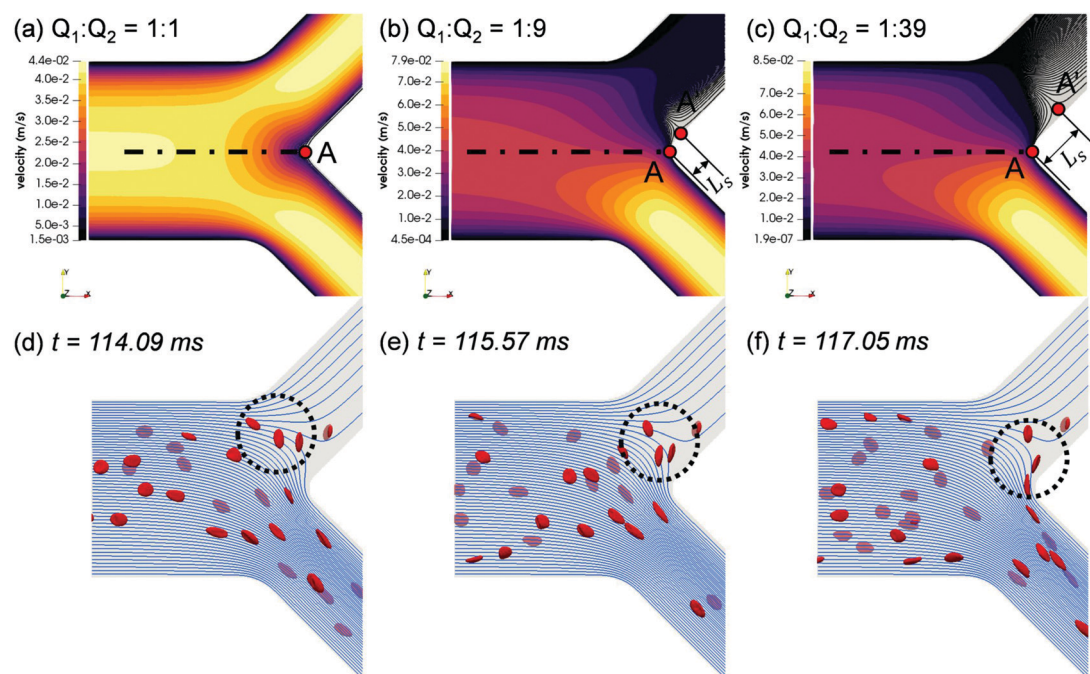 (a) Q₁:Q₂ = 1:1
(b) Q₁:Q₂ = 1:9
(c) Q₁:Q₂ = 1:39
4.4e-02
4.0e-2
3.5e-2
3.0e-2
2.5e-2
2.0e-2
1.5e-2
1.0e-2
5.0e-3
1.5e-03
velocity (m/s)
A
Y
Z
X
7.9e-02
7.0e-2
6.0e-2
5.0e-2
4.0e-2
3.0e-2
2.0e-2
1.0e-2
4.5e-04
velocity (m/s)
A'
A
Lₛ
Y
Z
X
8.5e-02
7.0e-2
6.0e-2
5.0e-2
4.0e-2
3.0e-2
2.0e-2
1.0e-2
1.9e-07
velocity (m/s)
A'
A
Lₛ
Y
Z
X
(d) t = 114.09 ms
(e) t = 115.57 ms
(f) t = 117.05 ms